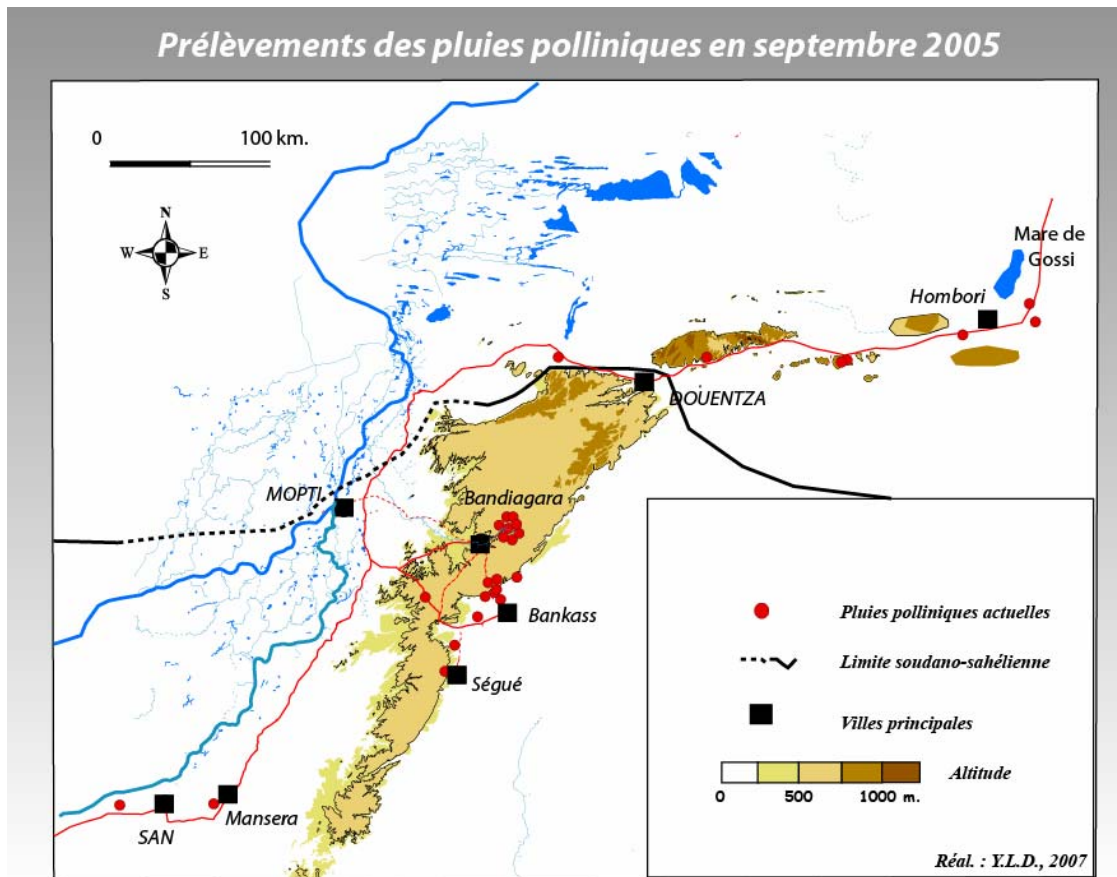 Prélèvements des pluies polliniques en septembre 2005
0 100 km.
N
W E
S
Mare de
Gossi
Hombori
DOUENTZA
MOPTI
Bandiagara
Bankass
Ségué
Mansera
SAN
Pluies polliniques actuelles
Limite soudano-sahélienne
Villes principales
Altitude
0 500 1000 m.
Réal. : Y.L.D., 2007